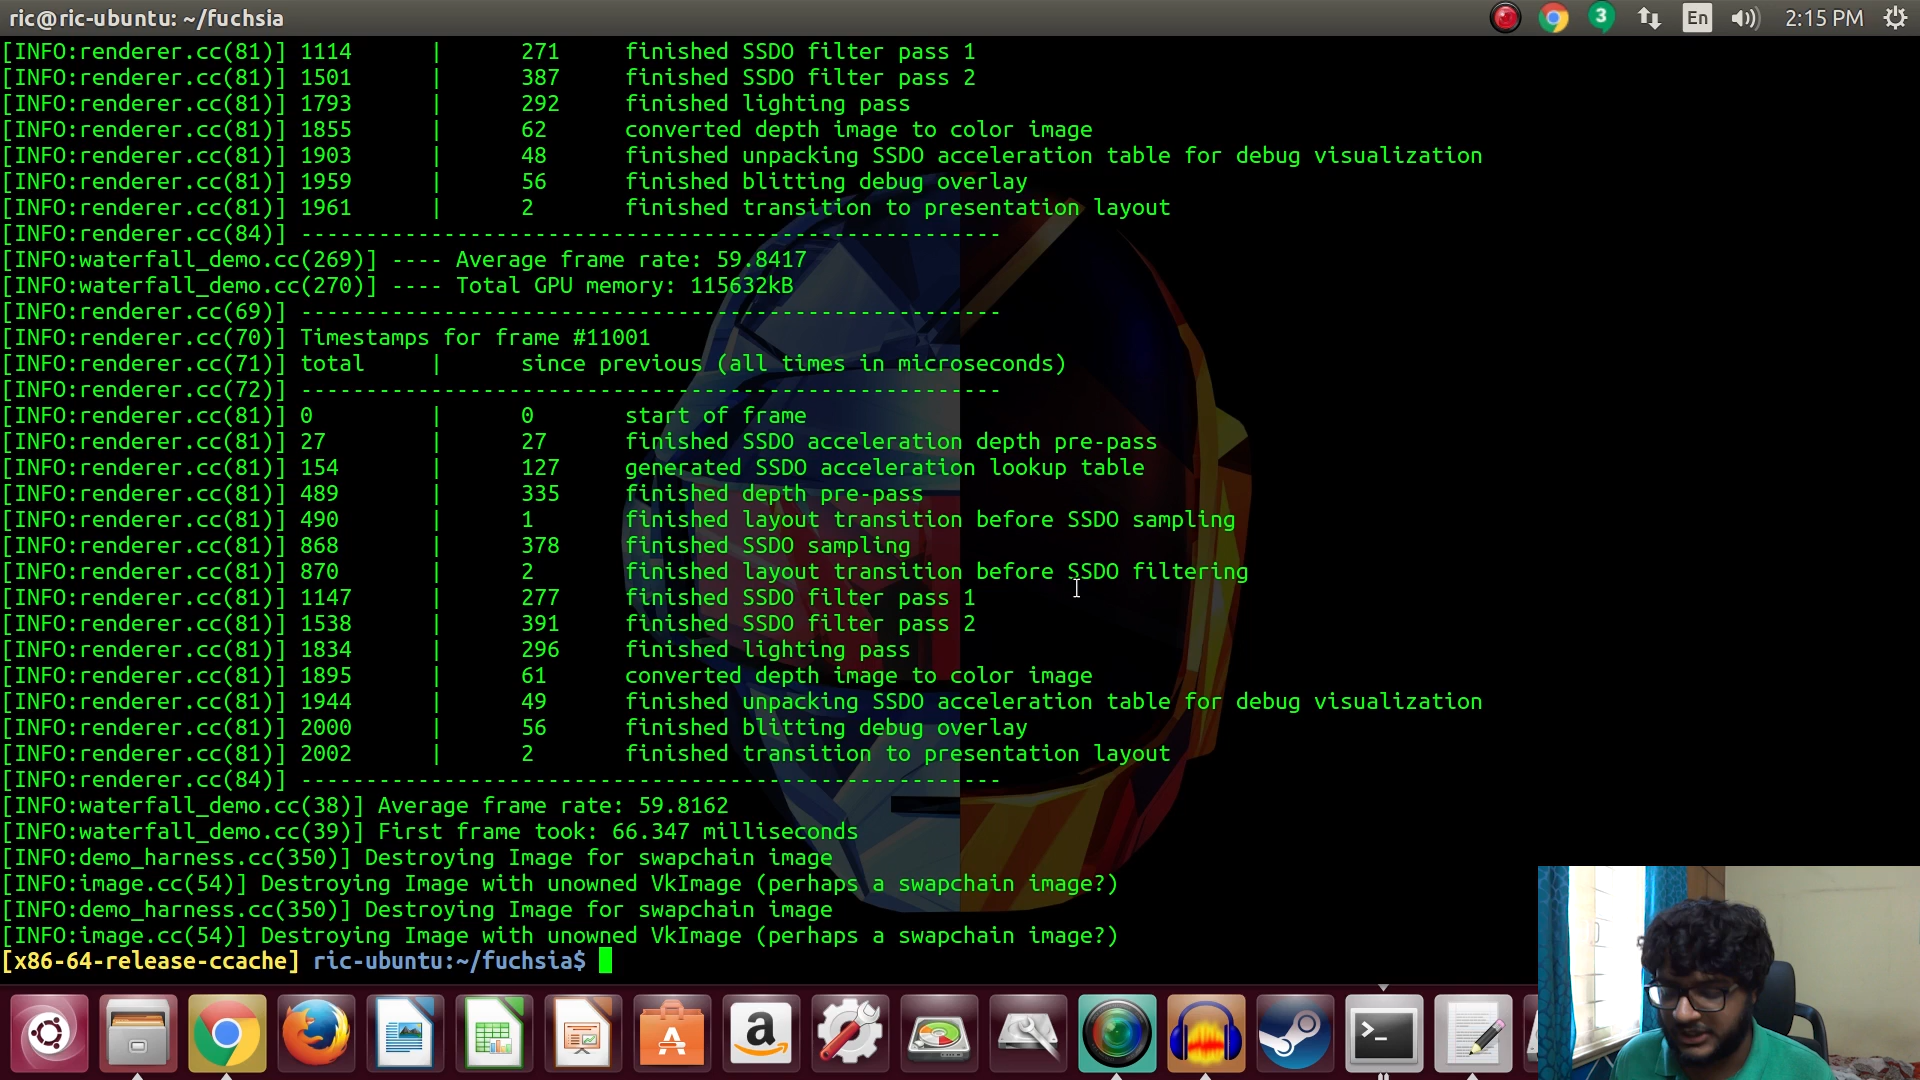 ric@ric-ubuntu: ~/fuchsia
3 En 2:15 PM
[INFO:renderer.cc(81)] 1114 | 271 finished SSDO filter pass 1
[INFO:renderer.cc(81)] 1501 | 387 finished SSDO filter pass 2
[INFO:renderer.cc(81)] 1793 | 292 finished lighting pass
[INFO:renderer.cc(81)] 1855 | 62 converted depth image to color image
[INFO:renderer.cc(81)] 1903 | 48 finished unpacking SSDO acceleration table for debug visualization
[INFO:renderer.cc(81)] 1959 | 56 finished blitting debug overlay
[INFO:renderer.cc(81)] 1961 | 2 finished transition to presentation layout
[INFO:renderer.cc(84)] ------------------------------------------------------
[INFO:waterfall_demo.cc(269)] ---- Average frame rate: 59.8417
[INFO:waterfall_demo.cc(270)] ---- Total GPU memory: 115632kB
[INFO:renderer.cc(69)] ------------------------------------------------------
[INFO:renderer.cc(70)] Timestamps for frame #11001
[INFO:renderer.cc(71)] total | since previous (all times in microseconds)
[INFO:renderer.cc(72)] ------------------------------------------------------
[INFO:renderer.cc(81)] 0 | 0 start of frame
[INFO:renderer.cc(81)] 27 | 27 finished SSDO acceleration depth pre-pass
[INFO:renderer.cc(81)] 154 | 127 generated SSDO acceleration lookup table
[INFO:renderer.cc(81)] 489 | 335 finished depth pre-pass
[INFO:renderer.cc(81)] 490 | 1 finished layout transition before SSDO sampling
[INFO:renderer.cc(81)] 868 | 378 finished SSDO sampling
[INFO:renderer.cc(81)] 870 | 2 finished layout transition before SSDO filtering
[INFO:renderer.cc(81)] 1147 | 277 finished SSDO filter pass 1
[INFO:renderer.cc(81)] 1538 | 391 finished SSDO filter pass 2
[INFO:renderer.cc(81)] 1834 | 296 finished lighting pass
[INFO:renderer.cc(81)] 1895 | 61 converted depth image to color image
[INFO:renderer.cc(81)] 1944 | 49 finished unpacking SSDO acceleration table for debug visualization
[INFO:renderer.cc(81)] 2000 | 56 finished blitting debug overlay
[INFO:renderer.cc(81)] 2002 | 2 finished transition to presentation layout
[INFO:renderer.cc(84)] ------------------------------------------------------
[INFO:waterfall_demo.cc(38)] Average frame rate: 59.8162
[INFO:waterfall_demo.cc(39)] First frame took: 66.347 milliseconds
[INFO:demo_harness.cc(350)] Destroying Image for swapchain image
[INFO:image.cc(54)] Destroying Image with unowned VkImage (perhaps a swapchain image?)
[INFO:demo_harness.cc(350)] Destroying Image for swapchain image
[INFO:image.cc(54)] Destroying Image with unowned VkImage (perhaps a swapchain image?)
[x86-64-release-ccache] ric-ubuntu:~/fuchsia$